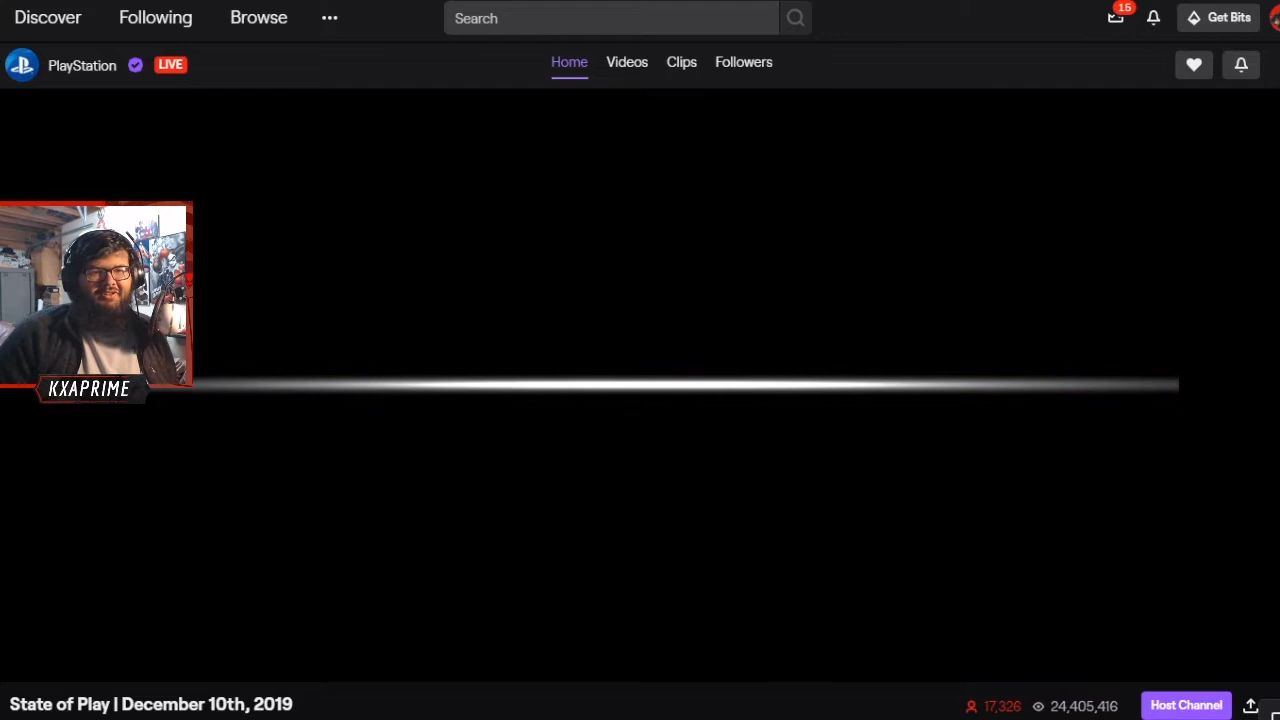 Discover Following Browse ··· Search 15 Get Bits
PlayStation LIVE Home Videos Clips Followers
KXAPRIME
State of Play | December 10th, 2019 17,326 24,405,416 Host Channel